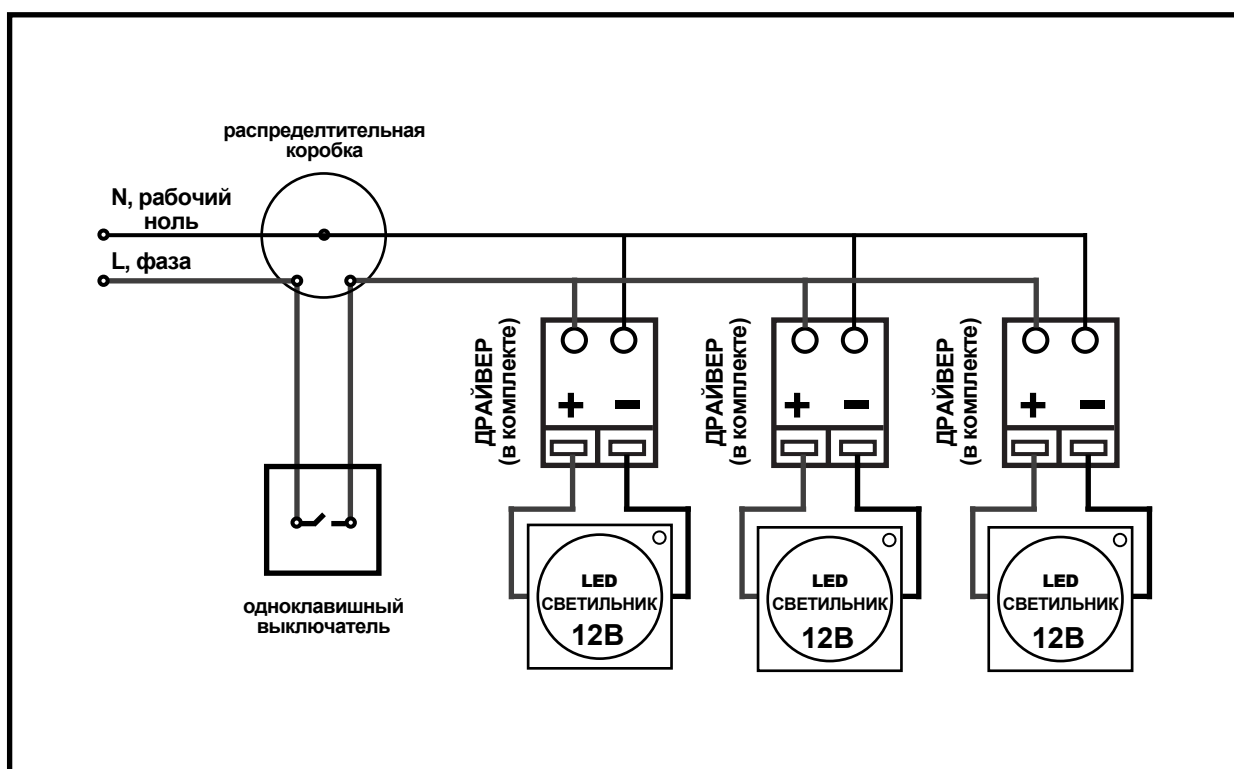 распределтительная
коробка
N, рабочий
ноль
L, фаза
ДРАЙВЕР
(в комплекте)
ДРАЙВЕР
(в комплекте)
ДРАЙВЕР
(в комплекте)
+ −
+ −
+ −
одноклавишный
выключатель
LED
СВЕТИЛЬНИК
12В
LED
СВЕТИЛЬНИК
12В
LED
СВЕТИЛЬНИК
12В